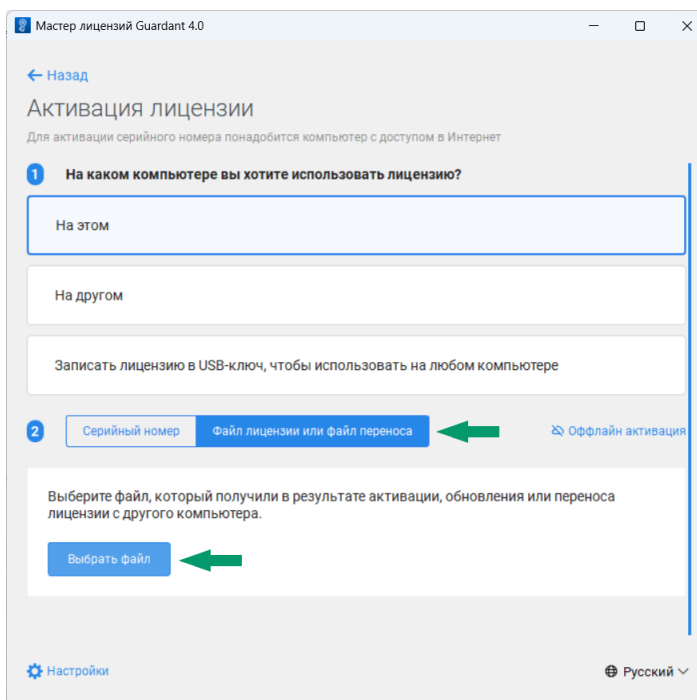 Мастер лицензий Guardant 4.0
Назад
Активация лицензии
Для активации серийного номера понадобится компьютер с доступом в Интернет
1 На каком компьютере вы хотите использовать лицензию?
На этом
На другом
Записать лицензию в USB-ключ, чтобы использовать на любом компьютере
2 Серийный номер Файл лицензии или файл переноса Оффлайн активация
Выберите файл, который получили в результате активации, обновления или переноса
лицензии с другого компьютера.
Выбрать файл
Настройки Русский